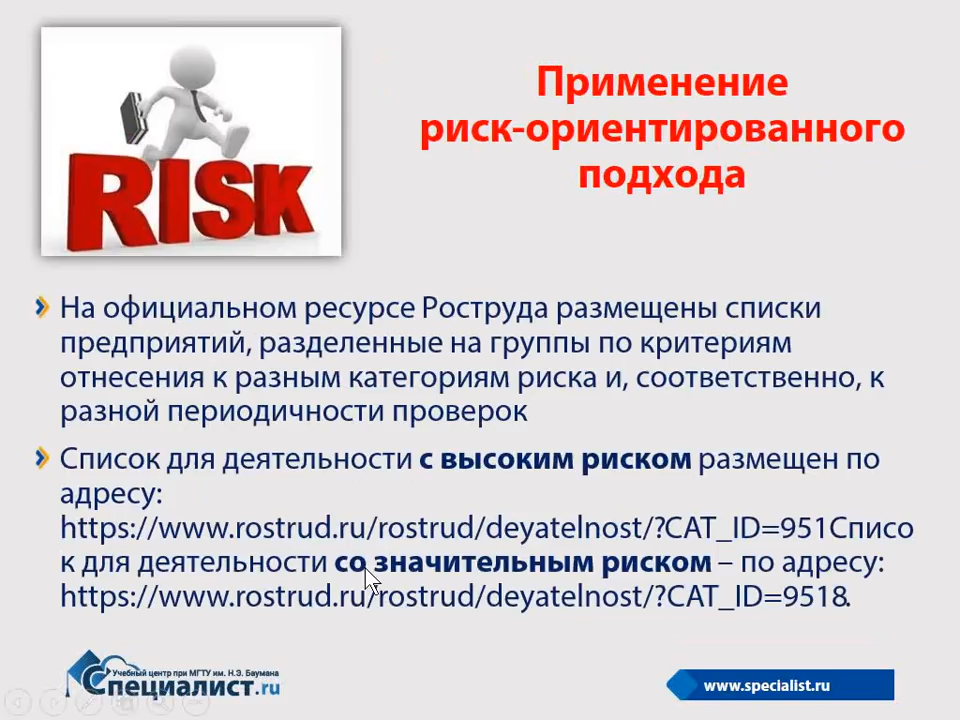 RISK
Применение
риск-ориентированного
подхода
На официальном ресурсе Роструда размещены списки
предприятий, разделенные на группы по критериям
отнесения к разным категориям риска и, соответственно, к
разной периодичности проверок
Список для деятельности с высоким риском размещен по
адресу:
https://www.rostrud.ru/rostrud/deyatelnost/?CAT_ID=951Списо
к для деятельности со значительным риском – по адресу:
https://www.rostrud.ru/rostrud/deyatelnost/?CAT_ID=9518.
Учебный центр при МГТУ им. Н.Э. Баумана
Специалист.ru
www.specialist.ru